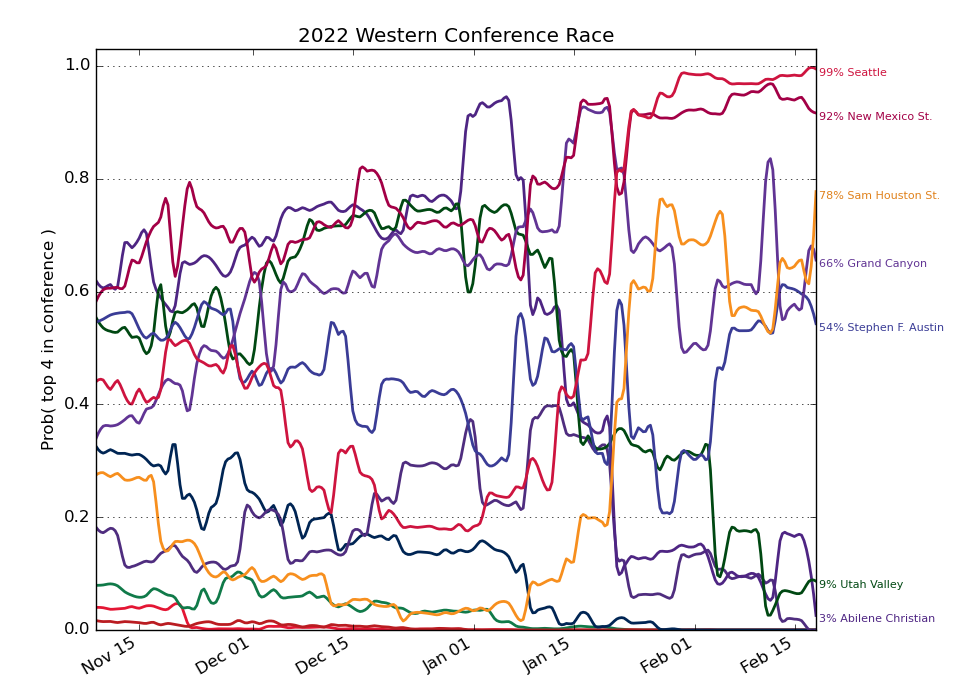 2022 Western Conference Race
Prob( top 4 in conference )
1.0
0.8
0.6
0.4
0.2
0.0
Nov 15
Dec 01
Dec 15
Jan 01
Jan 15
Feb 01
Feb 15
99% Seattle
92% New Mexico St.
78% Sam Houston St.
66% Grand Canyon
54% Stephen F. Austin
9% Utah Valley
3% Abilene Christian